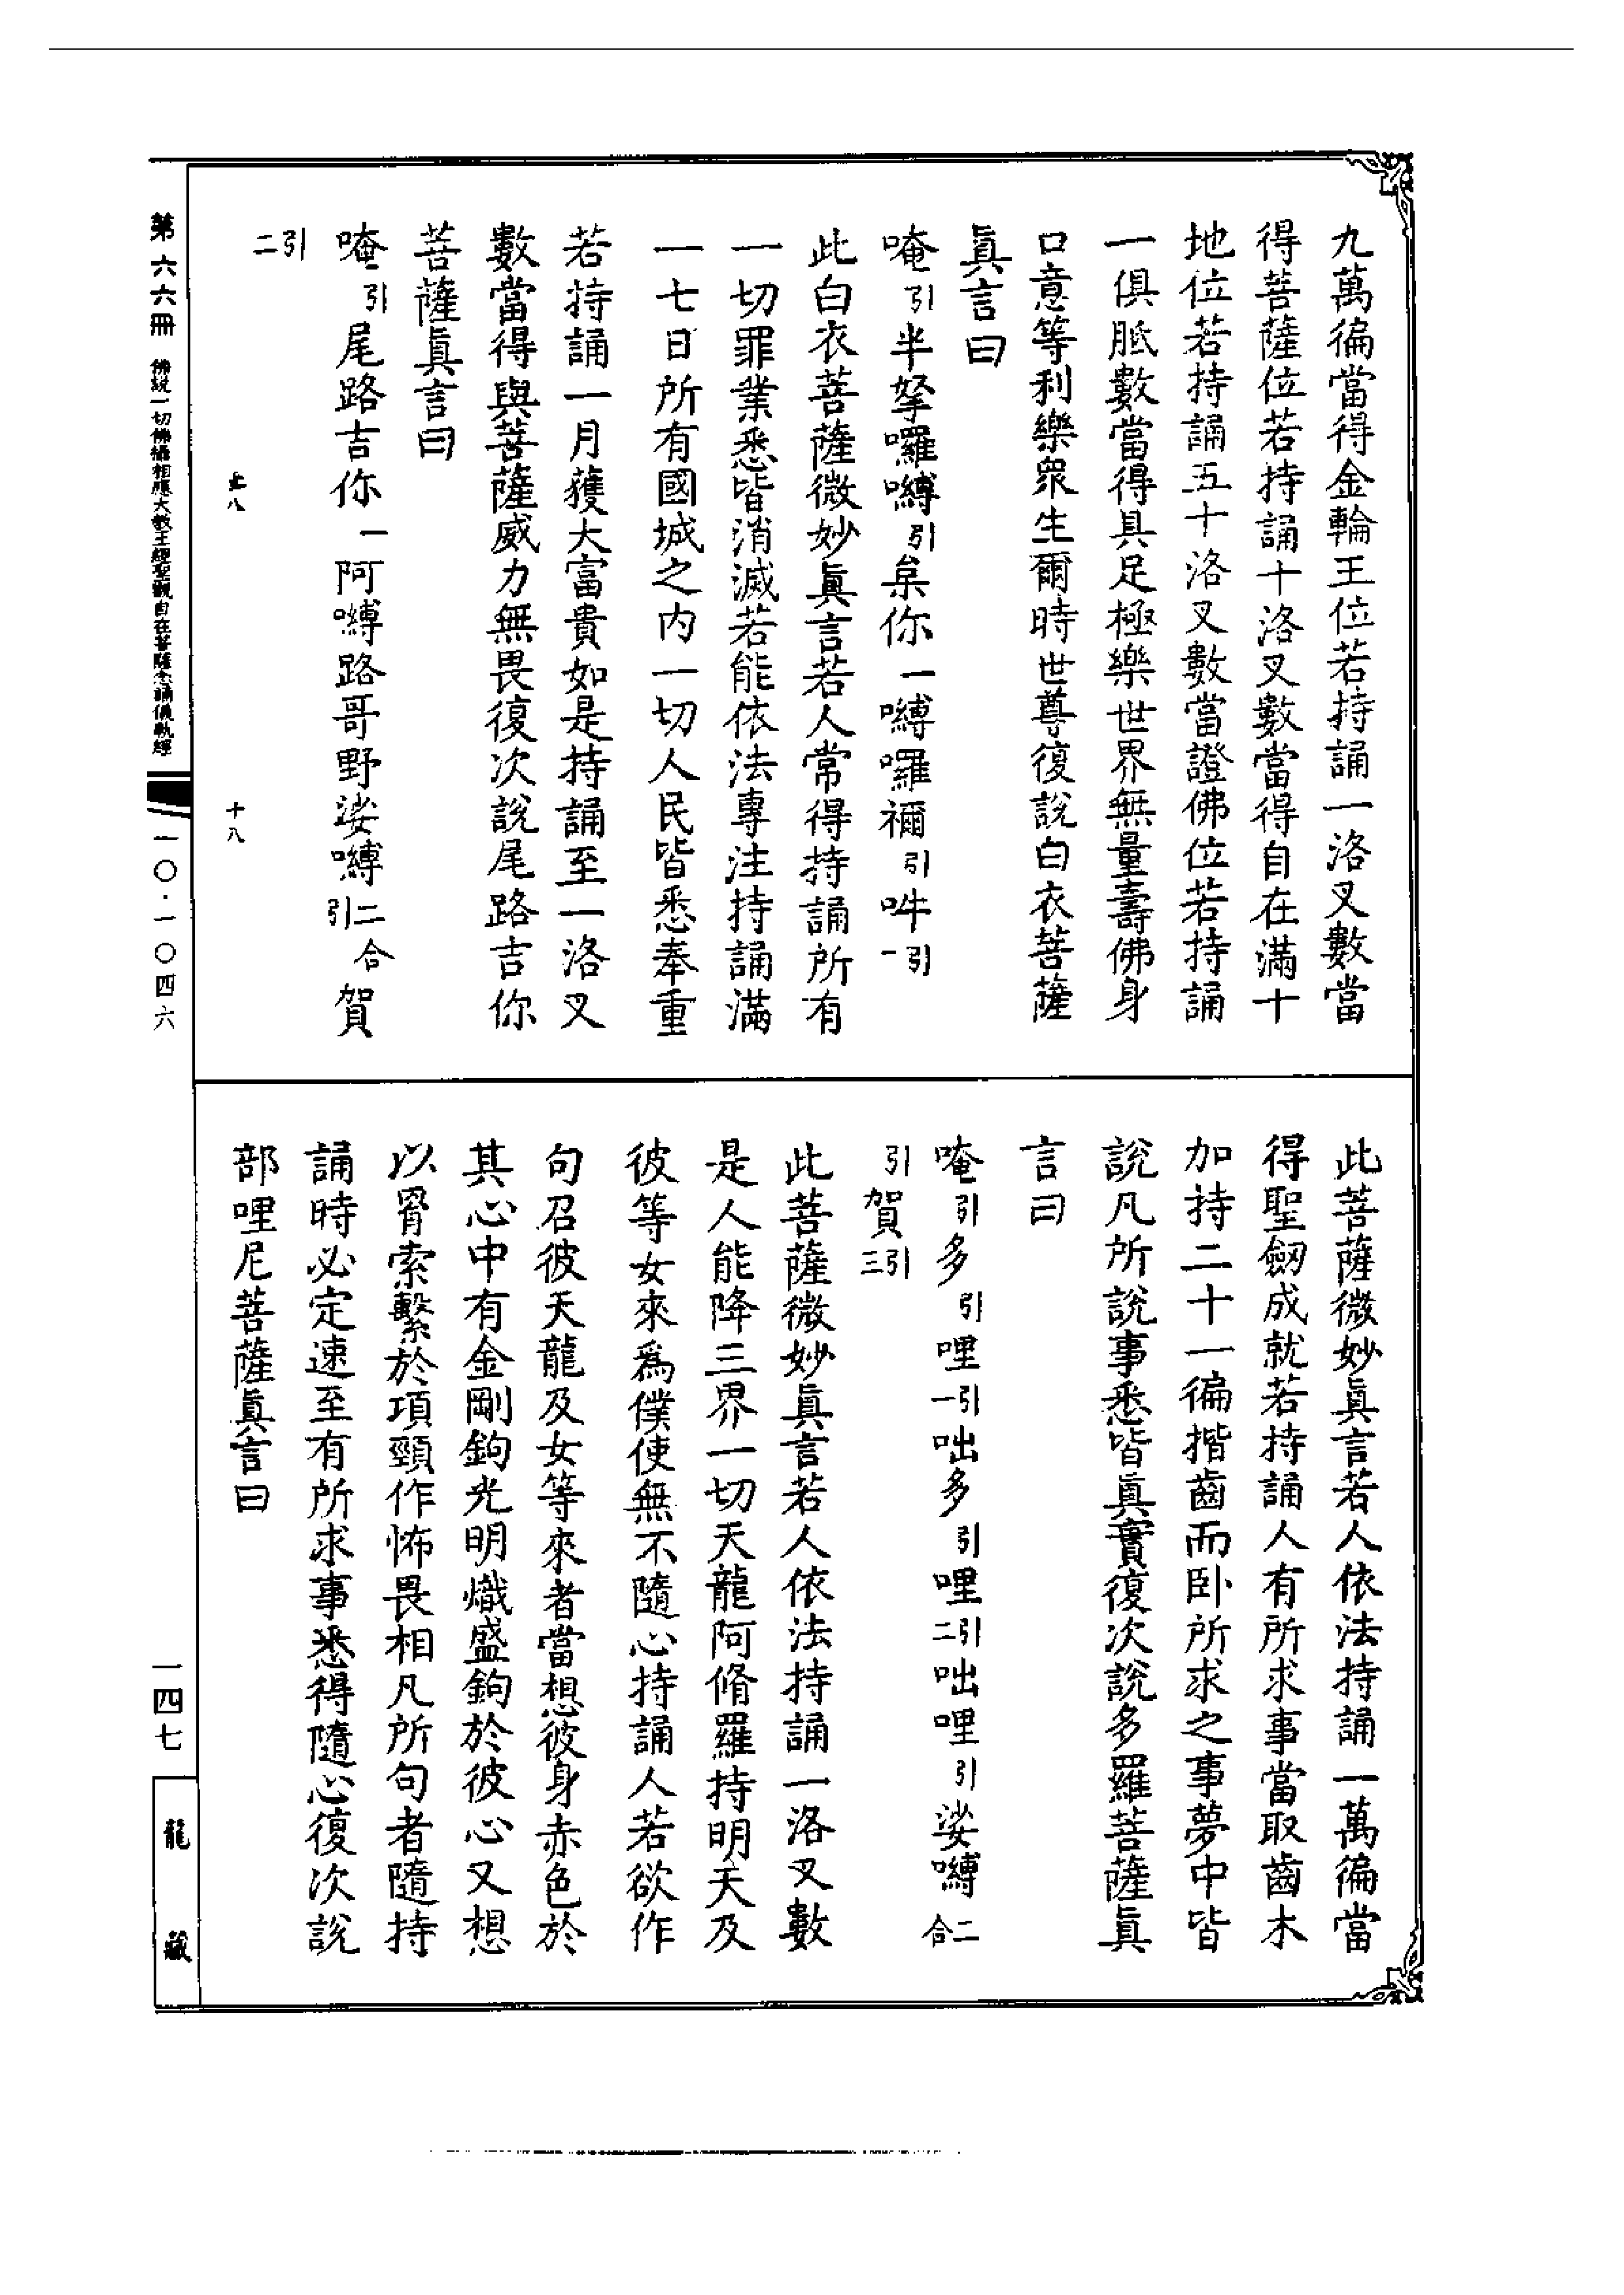 九萬徧當得金輪王位若持誦一洛叉數當
得菩薩位若持誦十洛叉數當得自在滿十
地位若持誦五十洛叉數當證佛位若持誦
一俱胝數當得具足極樂世界無量壽佛身
口意等利樂眾生爾時世尊復說白衣菩薩
眞言曰
唵引半拏囉嚩引枲你一嚩囉禰引吽引一
此白衣菩薩微妙眞言若人常得持誦所有
一切罪業悉皆消滅若能依法專注持誦滿
一七日所有國城之内一切人民皆悉奉重
若持誦一月獲大富貴如是持誦至一洛叉
數當得與菩薩威力無畏復次說尾路吉你
菩薩眞言曰
唵引尾路吉你一阿嚩路哥野娑嚩二合引賀
引二
八
十八
此菩薩微妙眞言若人依法持誦一萬徧當
得聖劒成就若持誦人有所求事當取齒木
加持二十一徧揩齒而卧所求之事夢中皆
說凡所說事悉皆眞實復次說多羅菩薩眞
言曰
唵引多引哩引一咄多引哩引二咄哩引娑嚩二合
引賀引三
此菩薩微妙眞言若人依法持誦一洛叉數
是人能降三界一切天龍阿脩羅持明天及
彼等女來爲僕使無不隨心持誦人若欲作
句召彼天龍及女等來者當想彼身赤色於
其心中有金剛鉤光明熾盛鉤於彼心又想
以罥索繫於項頸作怖畏相凡所句者隨持
誦時必定速至有所求事悉得隨心復次說
部哩尼菩薩眞言曰
第六六冊 佛說一切佛攝相應大教王經聖觀自在菩薩念誦儀軌經
一〇·一〇四六
一四七
龍藏